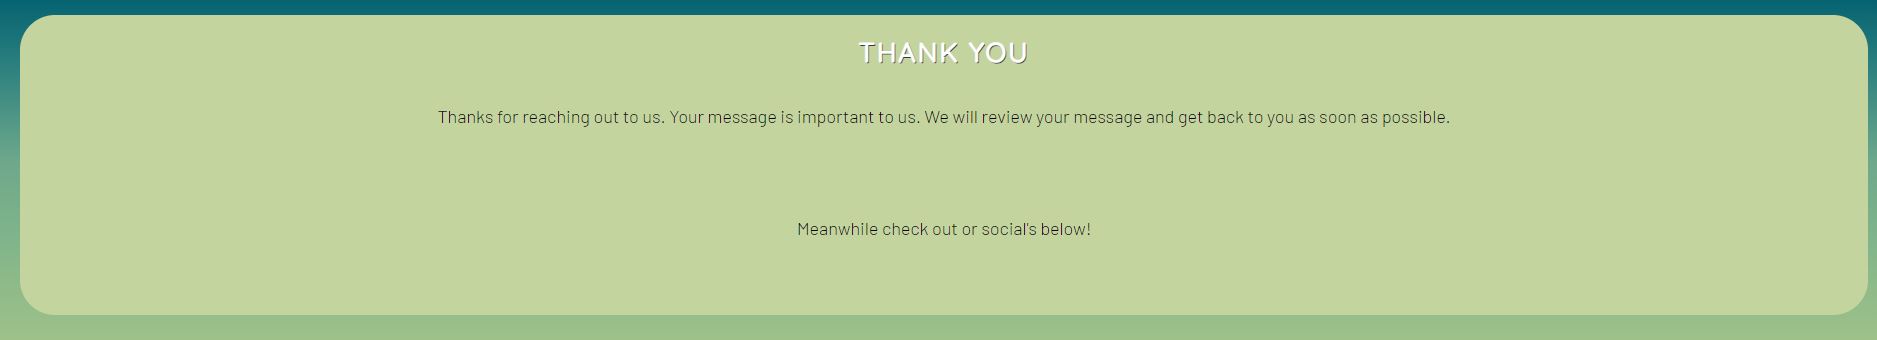 THANK YOU
Thanks for reaching out to us. Your message is important to us. We will review your message and get back to you as soon as possible.
Meanwhile check out or social's below!